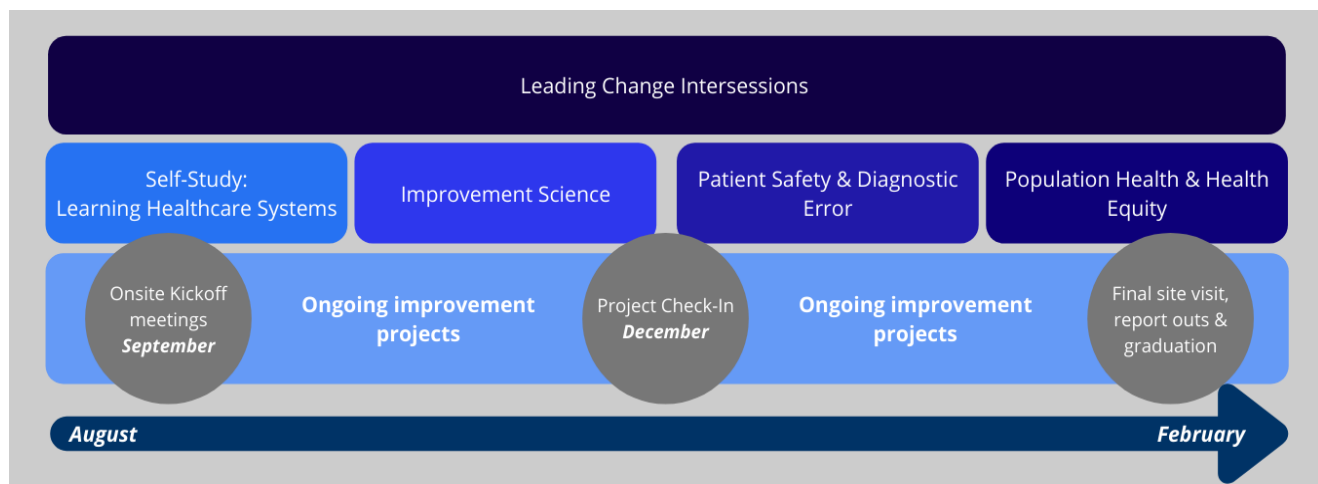 Leading Change Intersessions
Self-Study:
Learning Healthcare Systems
Improvement Science
Patient Safety & Diagnostic
Error
Population Health & Health
Equity
Onsite Kickoff
meetings
September
Ongoing improvement
projects
Project Check-In
December
Ongoing improvement
projects
Final site visit,
report outs &
graduation
August
February